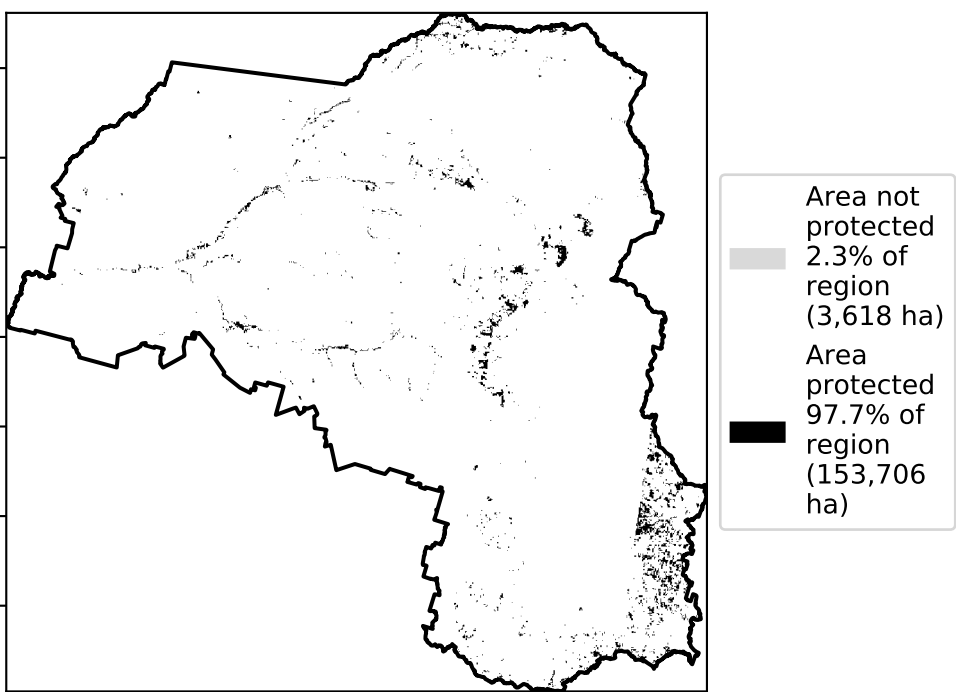 Area not
protected
2.3% of
region
(3,618 ha)
Area
protected
97.7% of
region
(153,706
ha)